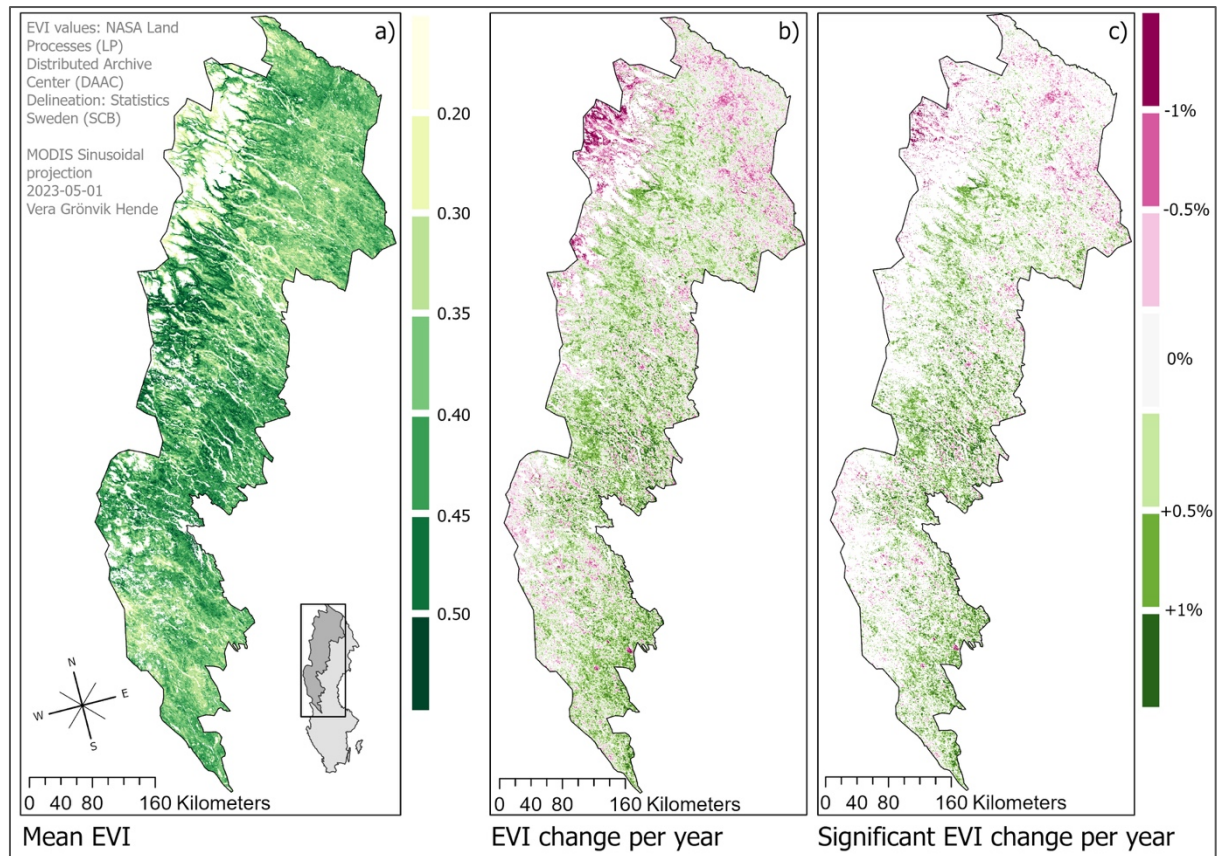 EVI values: NASA Land
Processes (LP)
Distributed Archive
Center (DAAC)
Delineation: Statistics
Sweden (SCB)
MODIS Sinusoidal
projection
2023-05-01
Vera Grönvik Hende
a)
0.20
0.30
0.35
0.40
0.45
0.50
N
E
W
S
0 40 80 160 Kilometers
Mean EVI
b)
0 40 80 160 Kilometers
EVI change per year
c)
-1%
-0.5%
0%
+0.5%
+1%
0 40 80 160 Kilometers
Significant EVI change per year